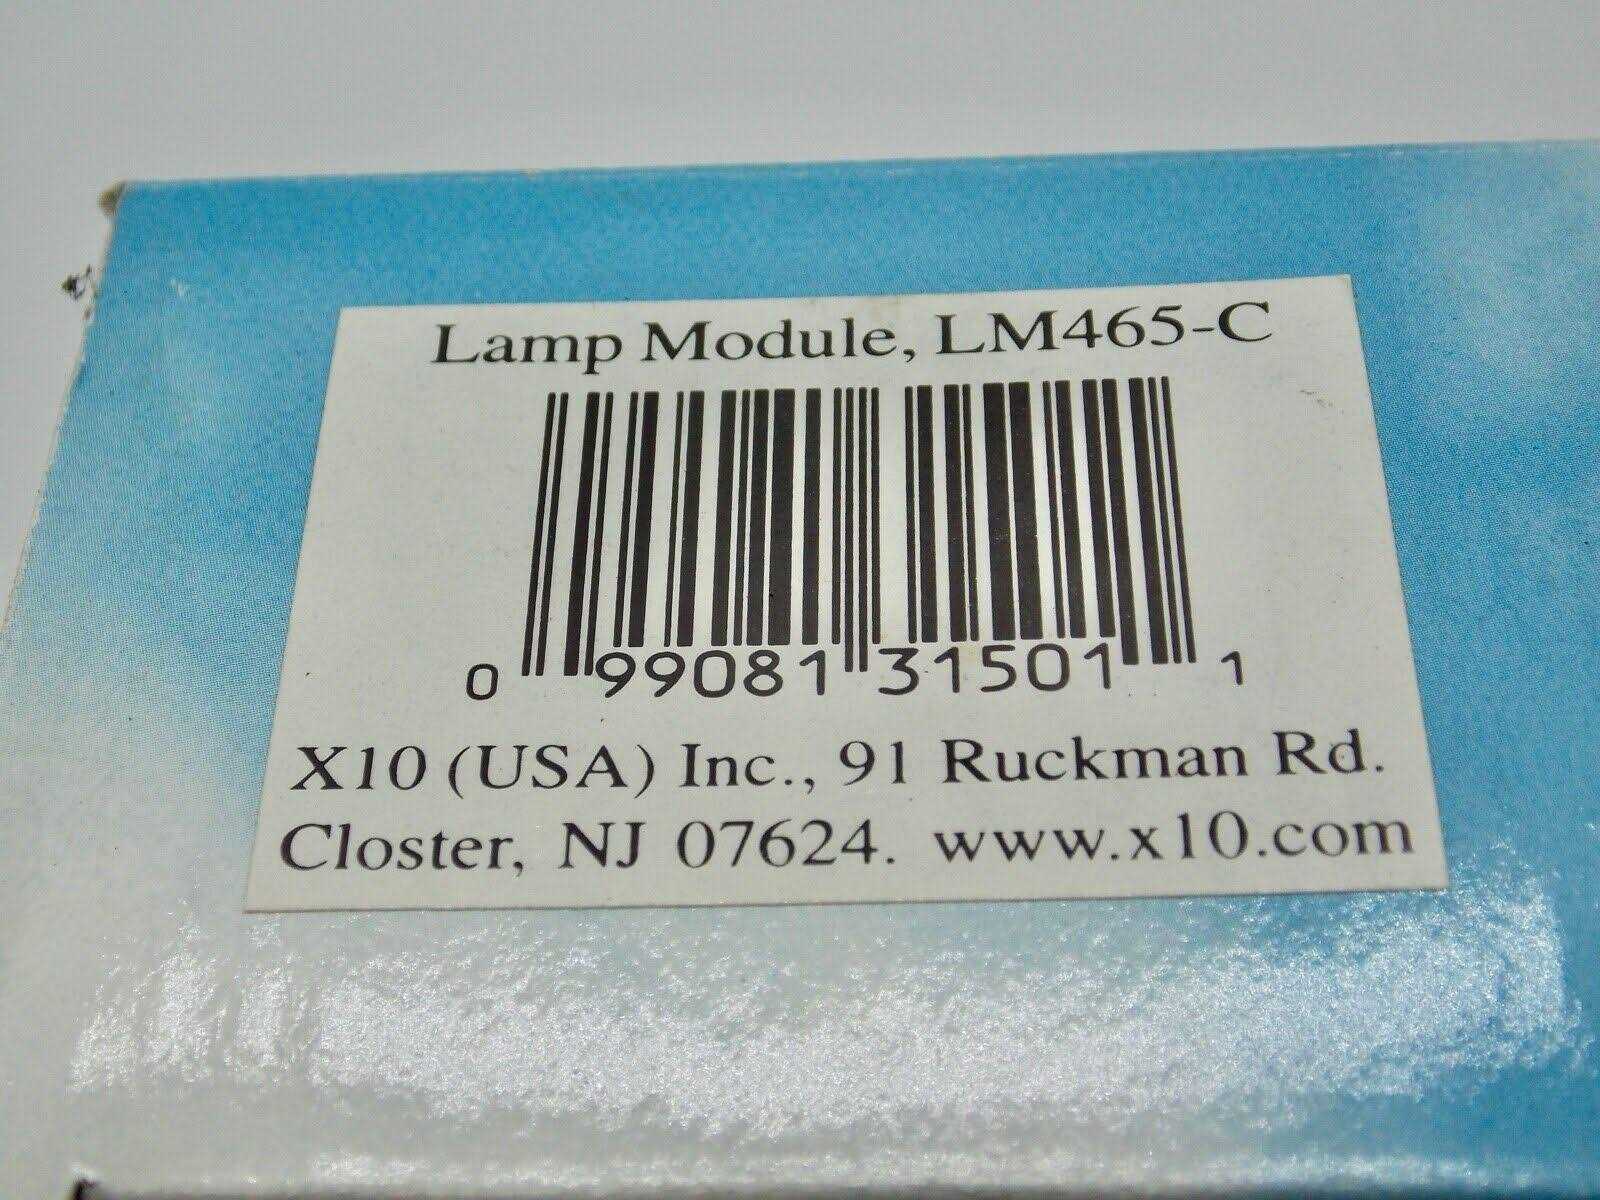 Lamp Module, LM465-C
0 99081 31501 1
X10 (USA) Inc., 91 Ruckman Rd.
Closter, NJ 07624. www.x10.com